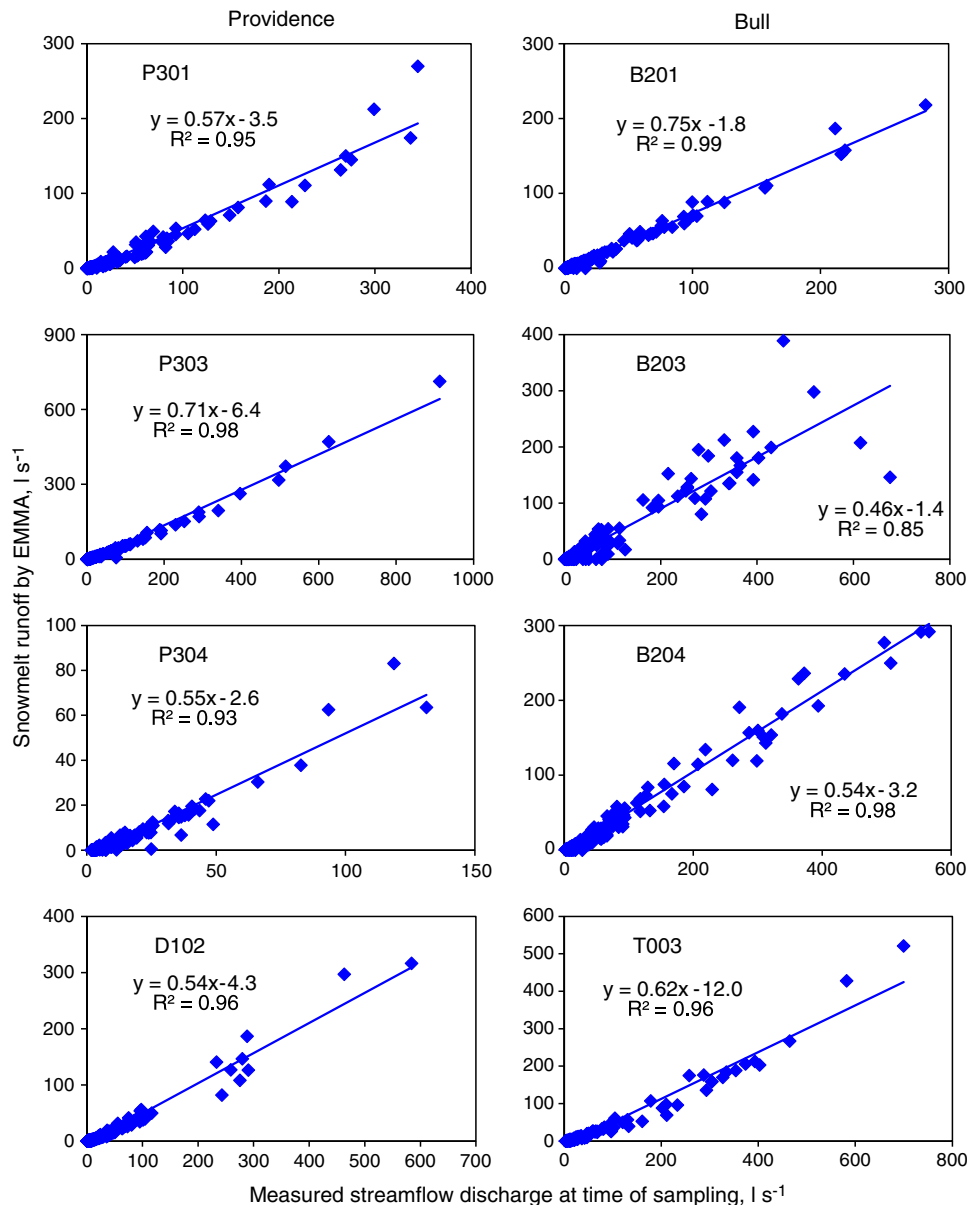 Providence
Bull
Snowmelt runoff by EMMA, l s-1
P301
y = 0.57x - 3.5
R² = 0.95
300
200
100
0
0 100 200 300 400
B201
y = 0.75x -1.8
R² = 0.99
300
200
100
0
0 100 200 300
P303
y = 0.71x - 6.4
R² = 0.98
900
600
300
0
0 200 400 600 800 1000
B203
y = 0.46x-1.4
R² = 0.85
400
300
200
100
0
0 200 400 600 800
P304
y = 0.55x - 2.6
R² = 0.93
100
80
60
40
20
0
0 50 100 150
B204
y = 0.54x-3.2
R² = 0.98
300
200
100
0
0 200 400 600
D102
y = 0.54x-4.3
R² = 0.96
400
300
200
100
0
0 100 200 300 400 500 600 700
T003
y = 0.62x -12.0
R² = 0.96
600
500
400
300
200
100
0
0 200 400 600 800
Measured streamflow discharge at time of sampling, l s-1